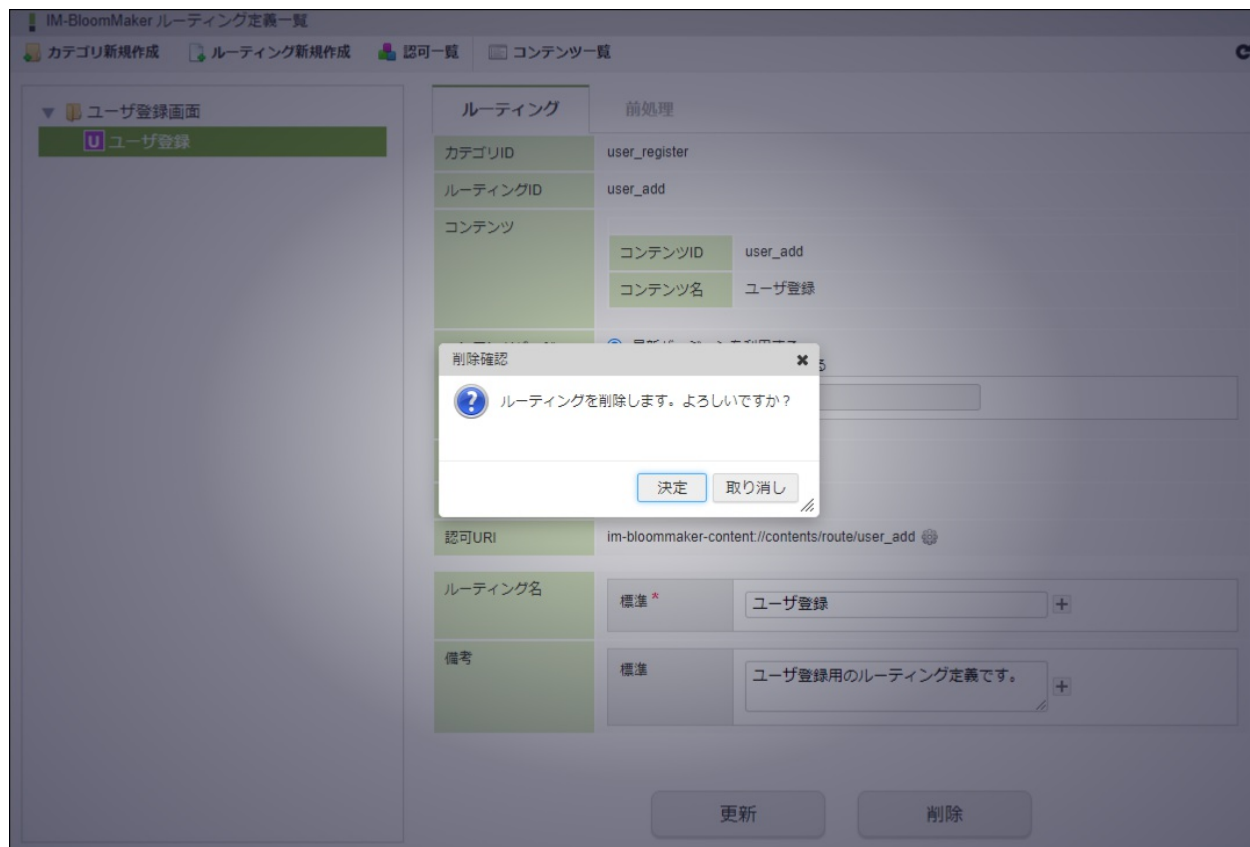 IM-BloomMaker ルーティング定義一覧
カテゴリ新規作成 ルーティング新規作成 認可一覧 コンテンツ一覧
ユーザ登録画面
U ユーザ登録
ルーティング 前処理
カテゴリID user_register
ルーティングID user_add
コンテンツ
コンテンツID user_add
コンテンツ名 ユーザ登録
削除確認
ルーティングを削除します。よろしいですか?
決定 取り消し
認可URI im-bloommaker-content://contents/route/user_add
ルーティング名 標準 * ユーザ登録
備考 標準 ユーザ登録用のルーティング定義です。
更新 削除